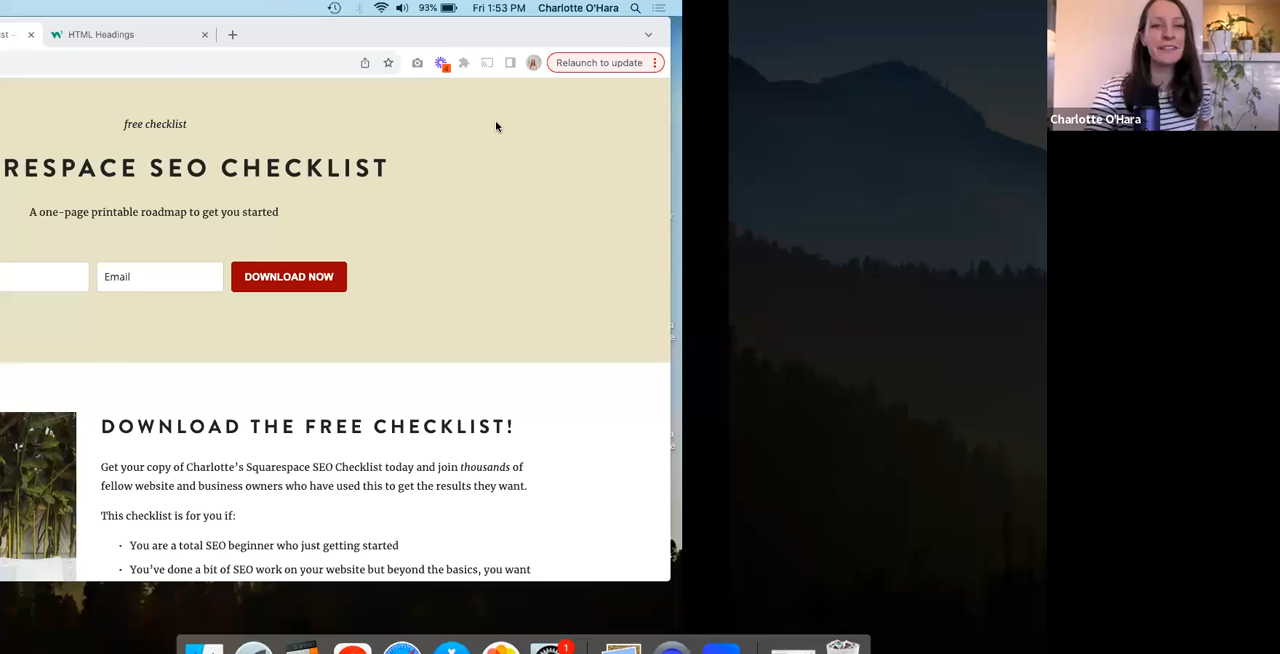 93% Fri 1:53 PM Charlotte O'Hara
st — HTML Headings
Relaunch to update
4
Charlotte O'Hara
free checklist
RESPACE SEO CHECKLIST
A one-page printable roadmap to get you started
Email DOWNLOAD NOW
DOWNLOAD THE FREE CHECKLIST!
Get your copy of Charlotte's Squarespace SEO Checklist today and join thousands of
fellow website and business owners who have used this to get the results they want.
This checklist is for you if:
• You are a total SEO beginner who just getting started
• You've done a bit of SEO work on your website but beyond the basics, you want
1